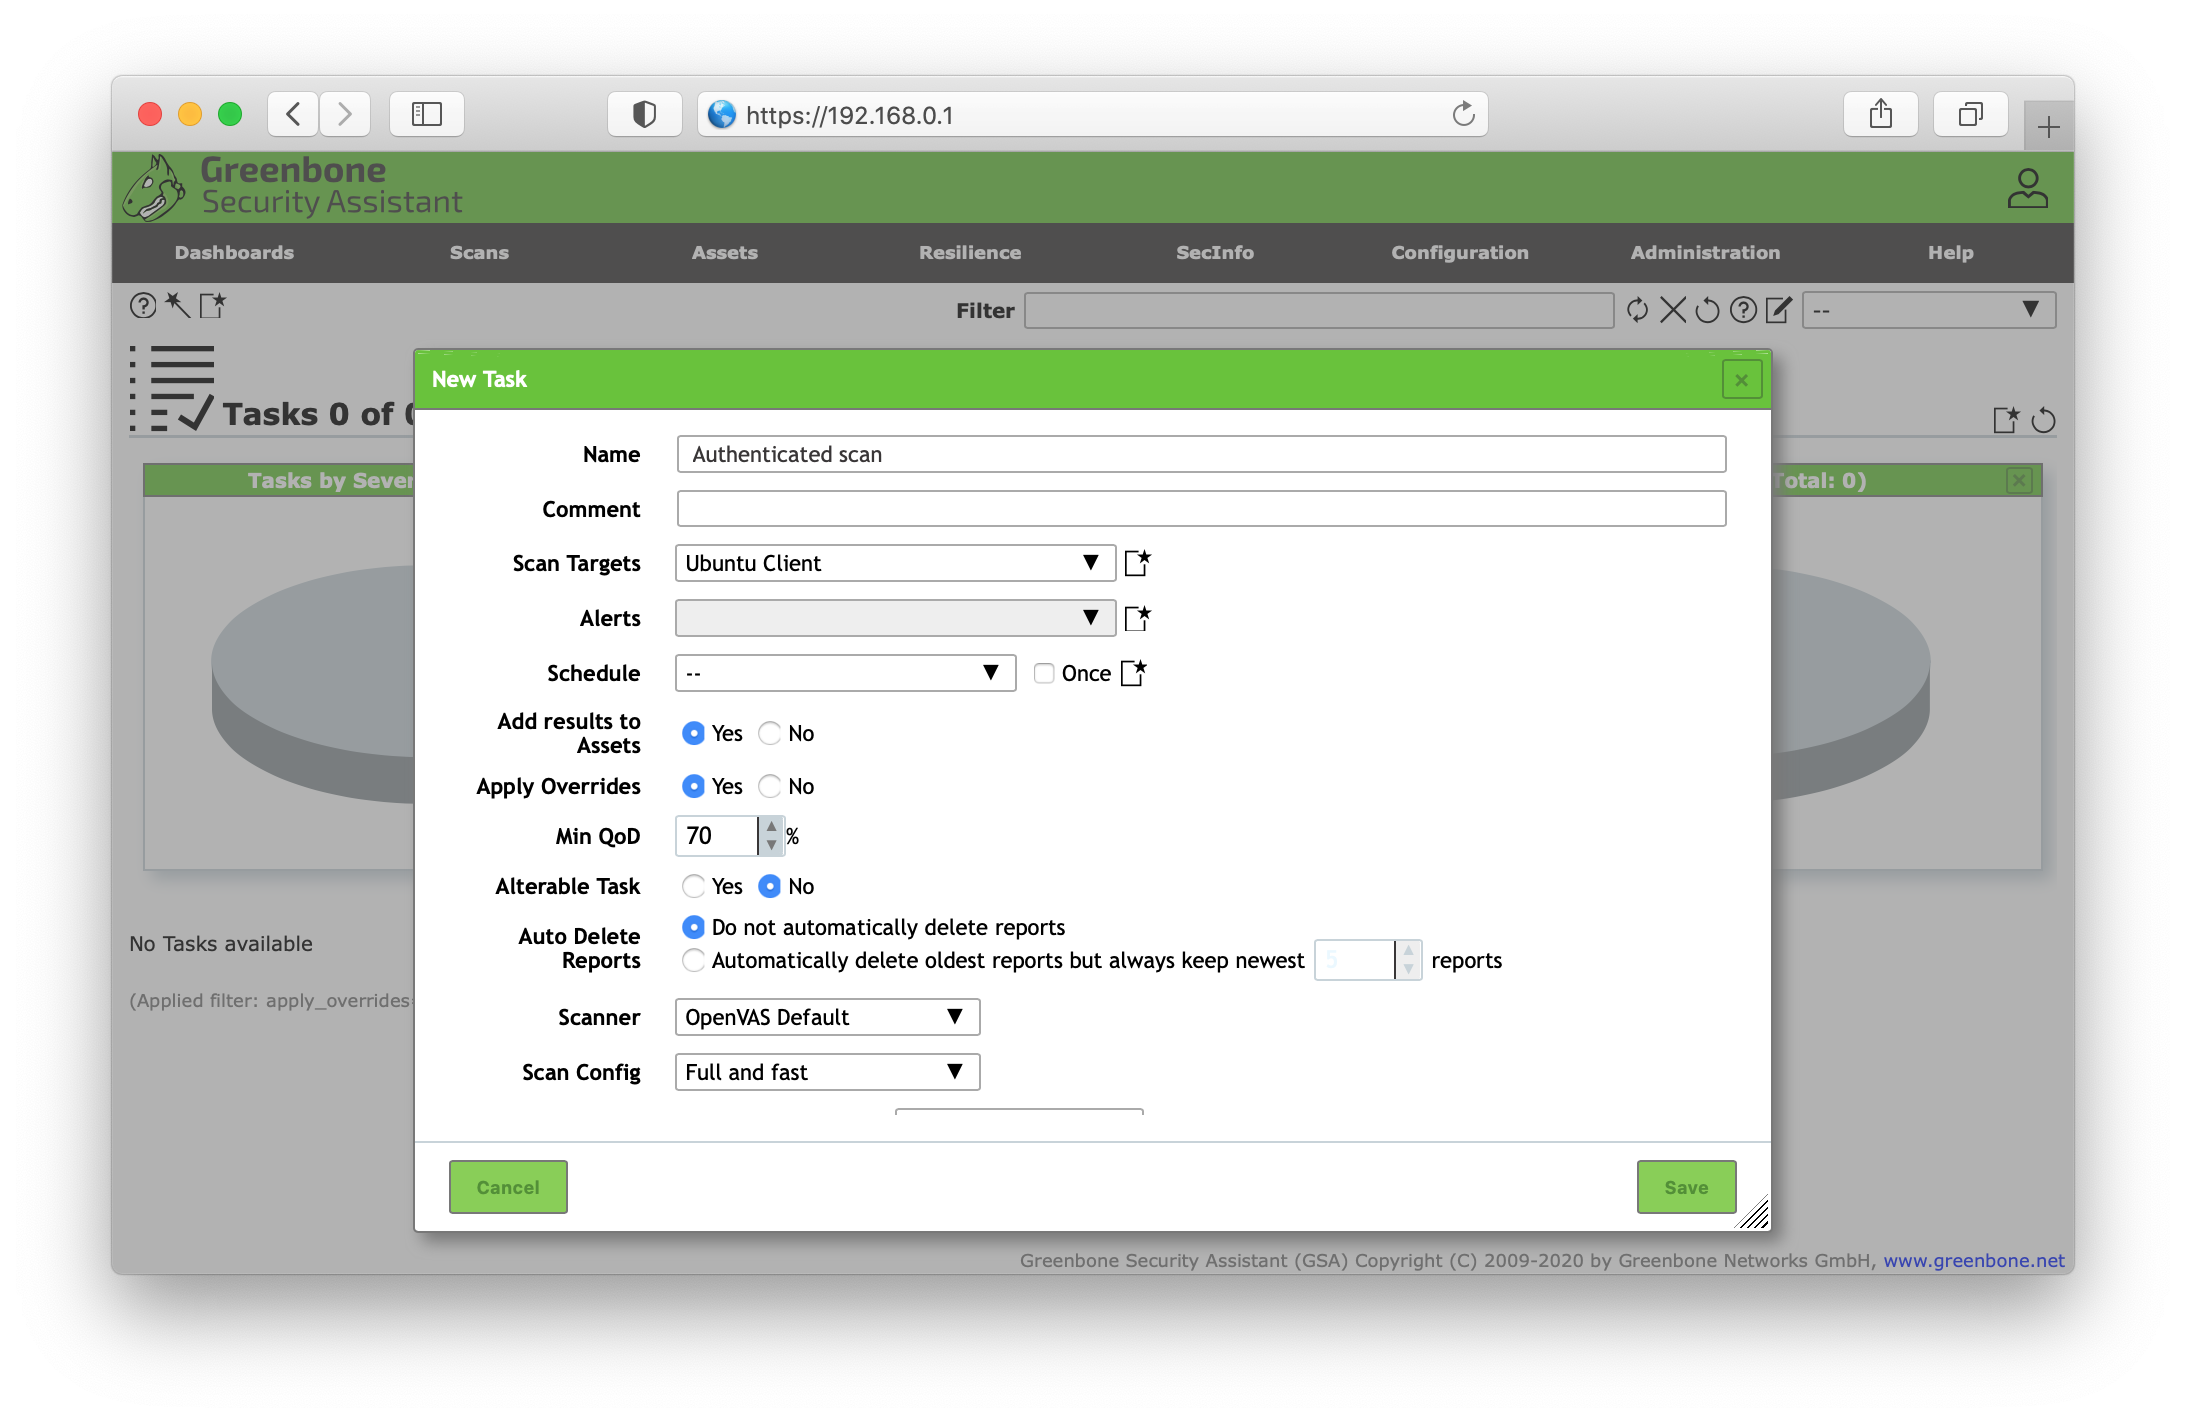 https://192.168.0.1
Greenbone
Security Assistant
Dashboards Scans Assets Resilience SecInfo Configuration Administration Help
Filter --
Tasks 0 of
New Task
Tasks by Sever
Total: 0)
Name Authenticated scan
Comment
Scan Targets Ubuntu Client
Alerts
Schedule -- Once
Add results to
Assets
Yes No
Apply Overrides Yes No
Min QoD 70 %
Alterable Task Yes No
Auto Delete
Reports
Do not automatically delete reports
Automatically delete oldest reports but always keep newest 5 reports
No Tasks available
(Applied filter: apply_overrides
Scanner OpenVAS Default
Scan Config Full and fast
Cancel Save
Greenbone Security Assistant (GSA) Copyright (C) 2009-2020 by Greenbone Networks GmbH, www.greenbone.net